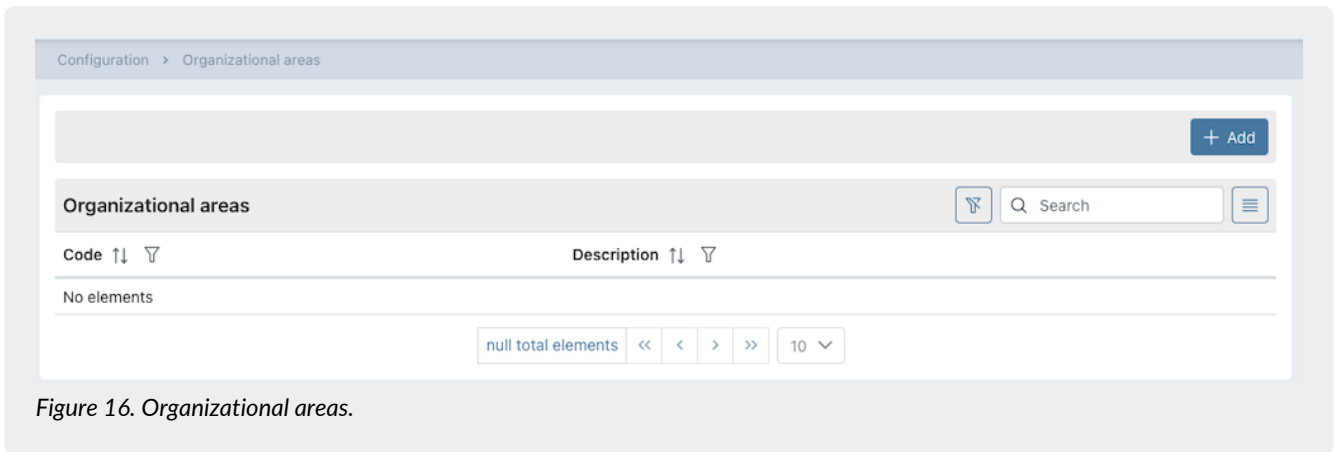 Configuration > Organizational areas
+ Add
Organizational areas
Search
Code Description
No elements
null total elements << < > >> 10
Figure 16. Organizational areas.